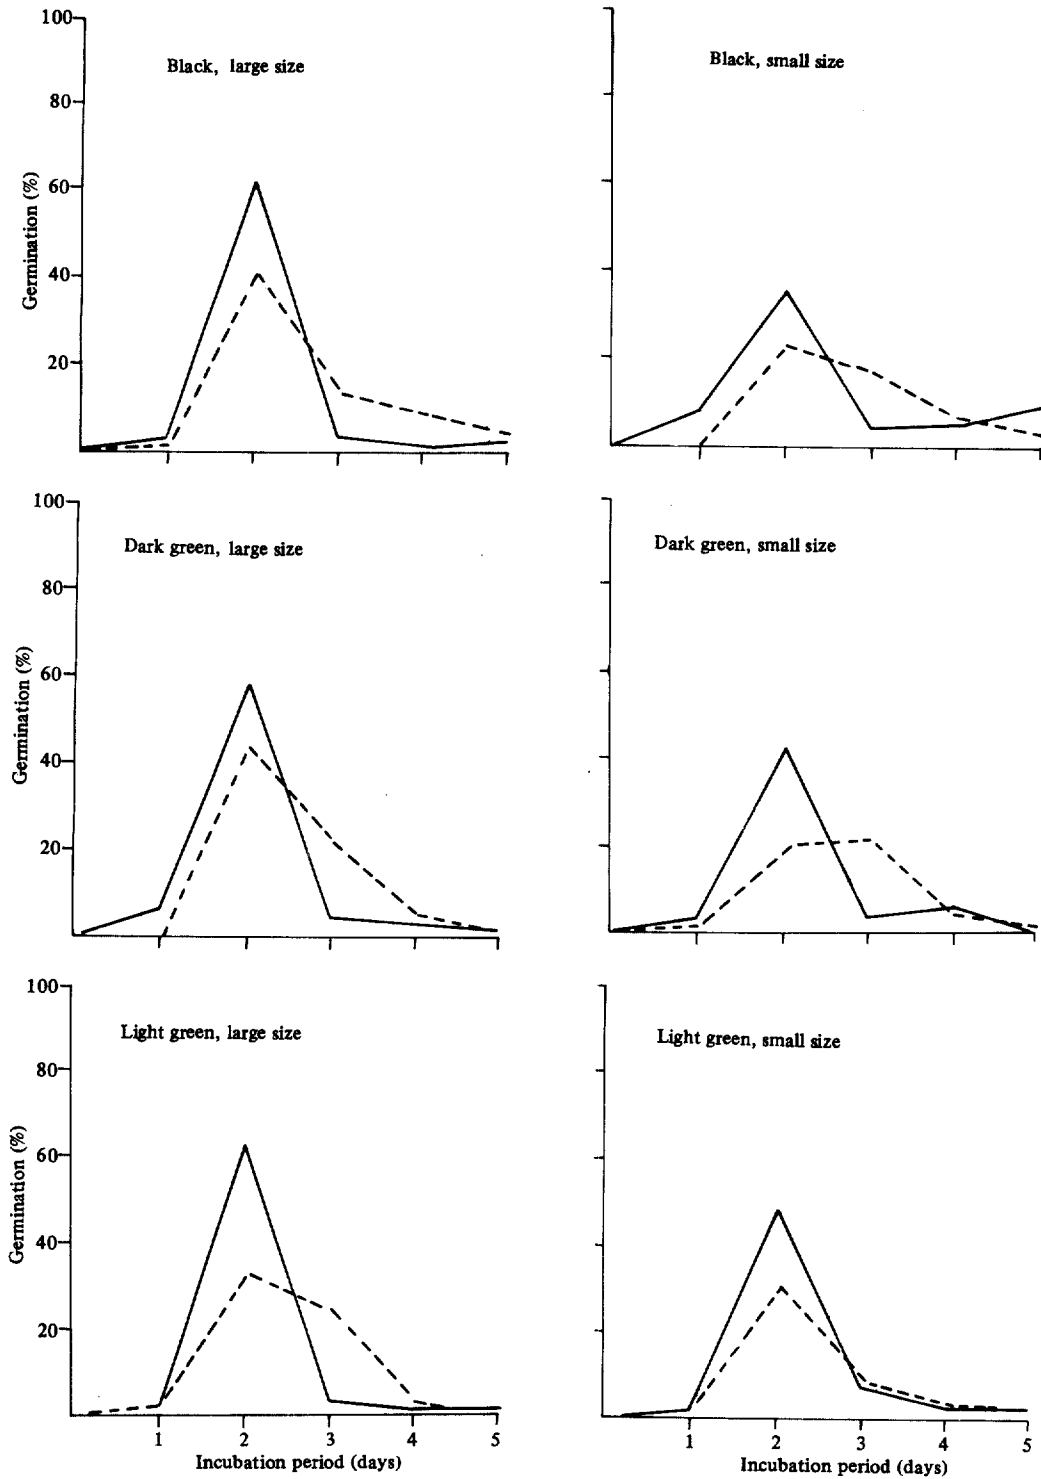 100
80
60
40
20
Germination (%)
Black, large size
Black, small size
100
80
60
40
20
Germination (%)
Dark green, large size
Dark green, small size
100
80
60
40
20
Germination (%)
Light green, large size
Light green, small size
1 2 3 4 5
Incubation period (days)
1 2 3 4 5
Incubation period (days)